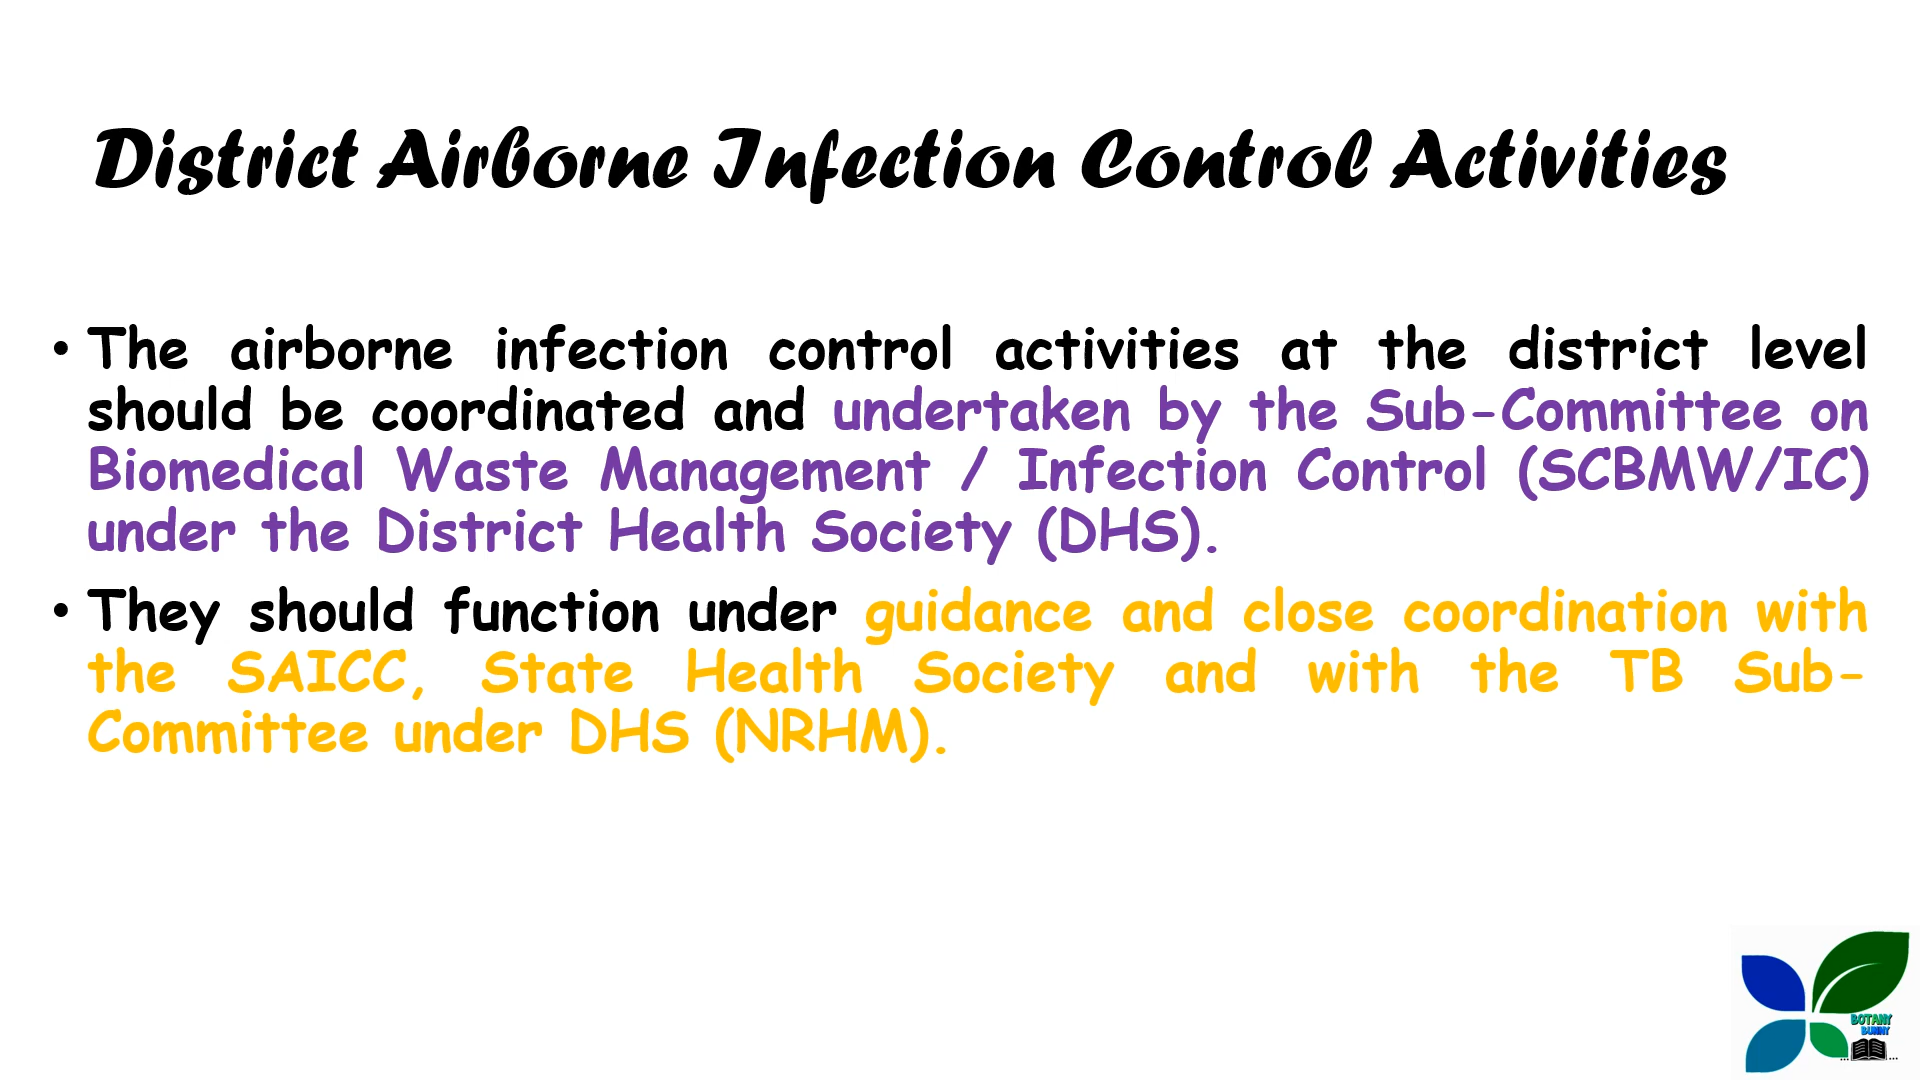 District Airborne Infection Control Activities
• The airborne infection control activities at the district level
should be coordinated and undertaken by the Sub-Committee on
Biomedical Waste Management / Infection Control (SCBMW/IC)
under the District Health Society (DHS).
• They should function under guidance and close coordination with
the SAICC, State Health Society and with the TB Sub-
Committee under DHS (NRHM).
BOTANY
BUNNY